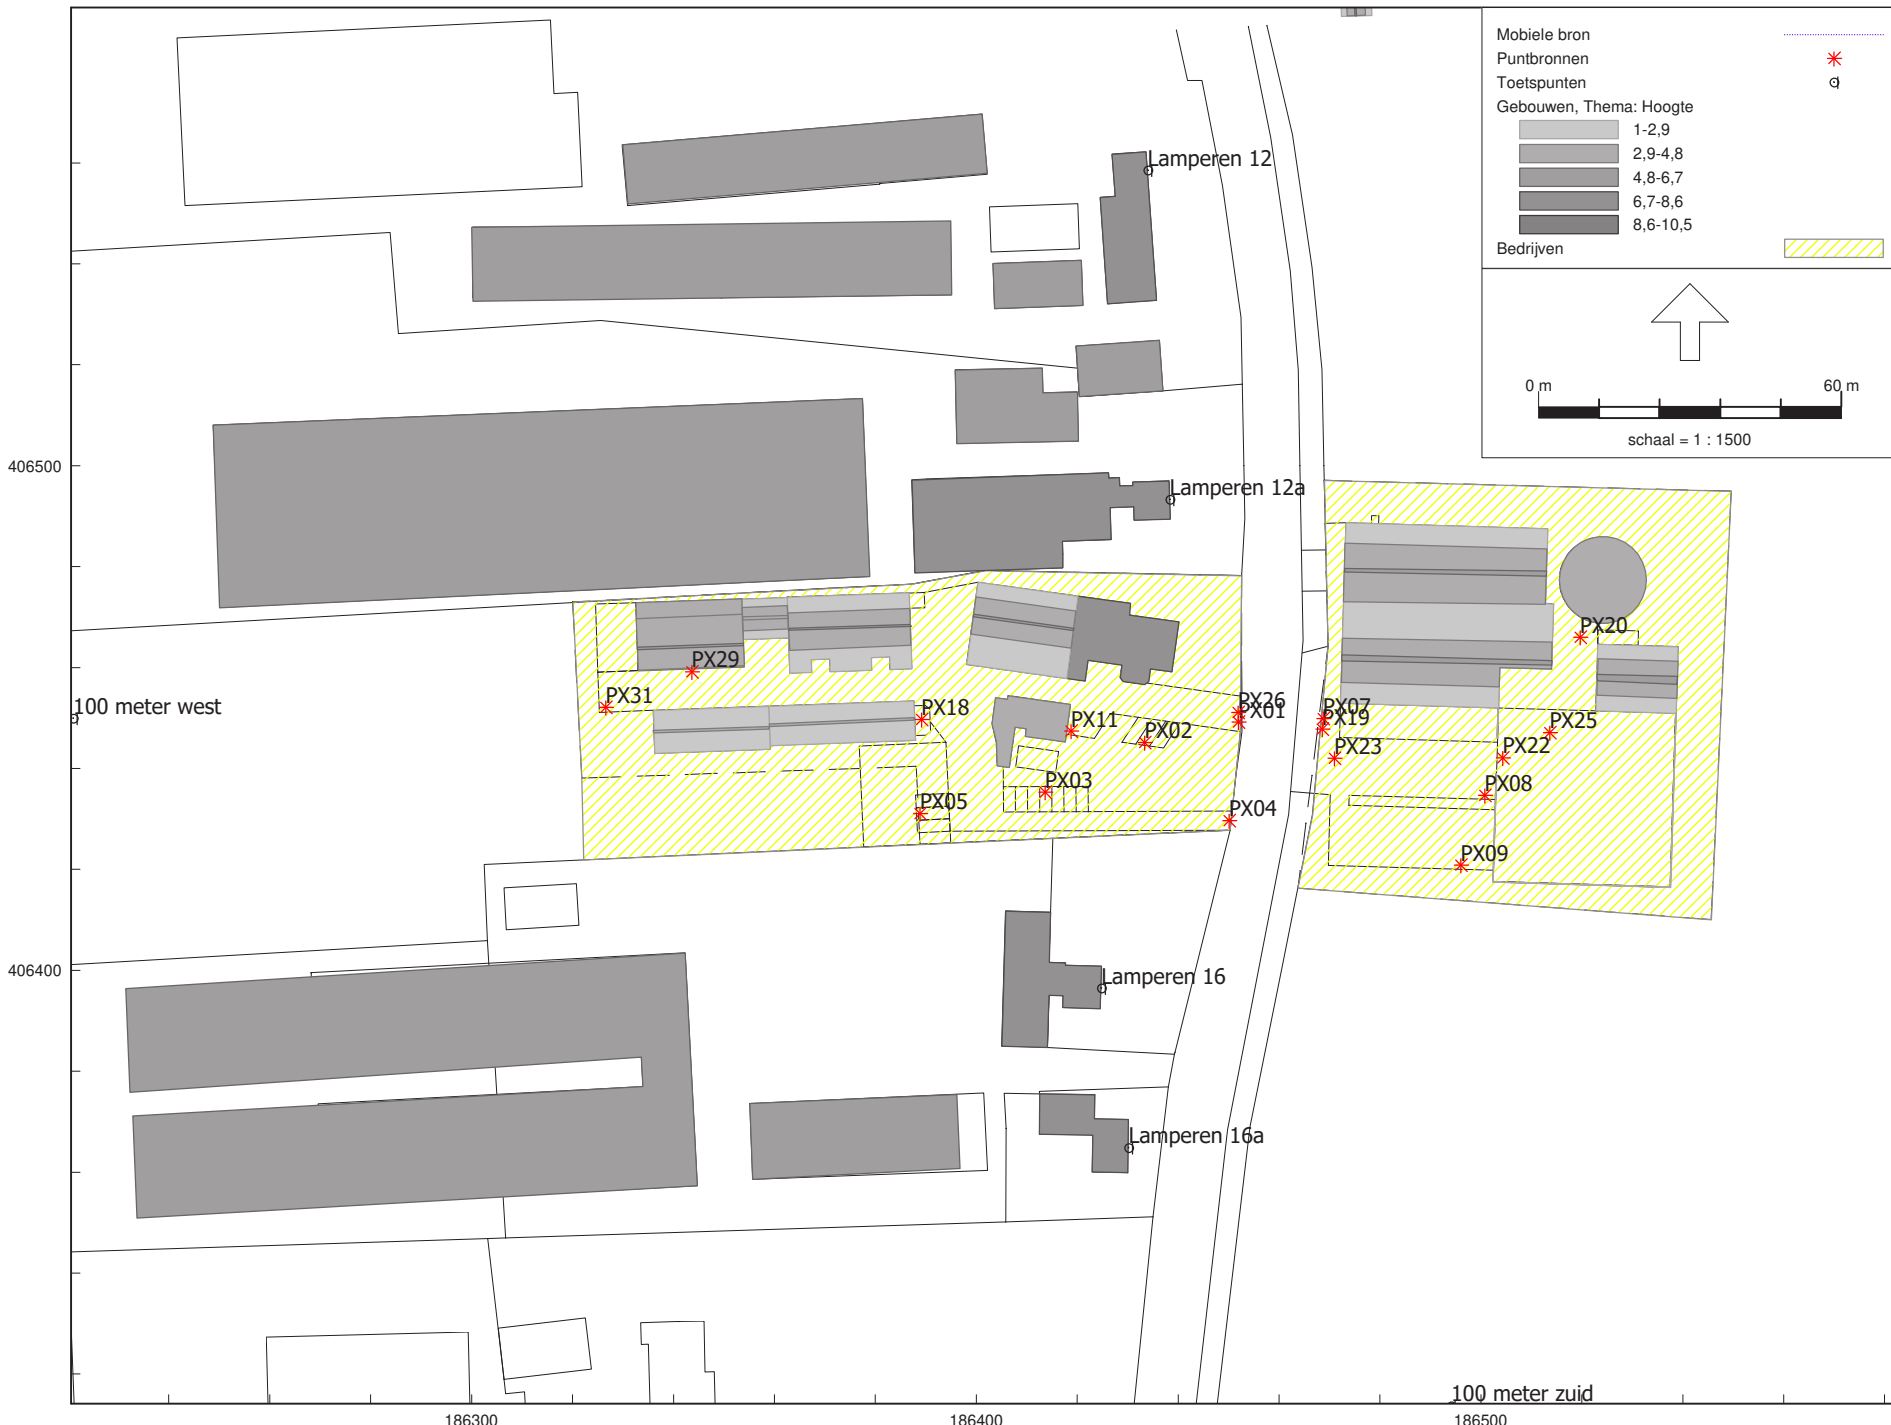 Mobiele bron
Puntbronnen
Toetspunten
Gebouwen, Thema: Hoogte
1-2,9
2,9-4,8
4,8-6,7
6,7-8,6
8,6-10,5
Bedrijven
0 m 60 m
schaal = 1 : 1500
Lamperen 12
406500
Lamperen 12a
PX20
PX29
PX31
100 meter west
PX18
PX11
PX02
PX26
PX01
PX07
PX19
PX25
PX23
PX22
PX03
PX08
PX05
PX04
PX09
406400
Lamperen 16
Lamperen 16a
100 meter zuid
186300 186400 186500